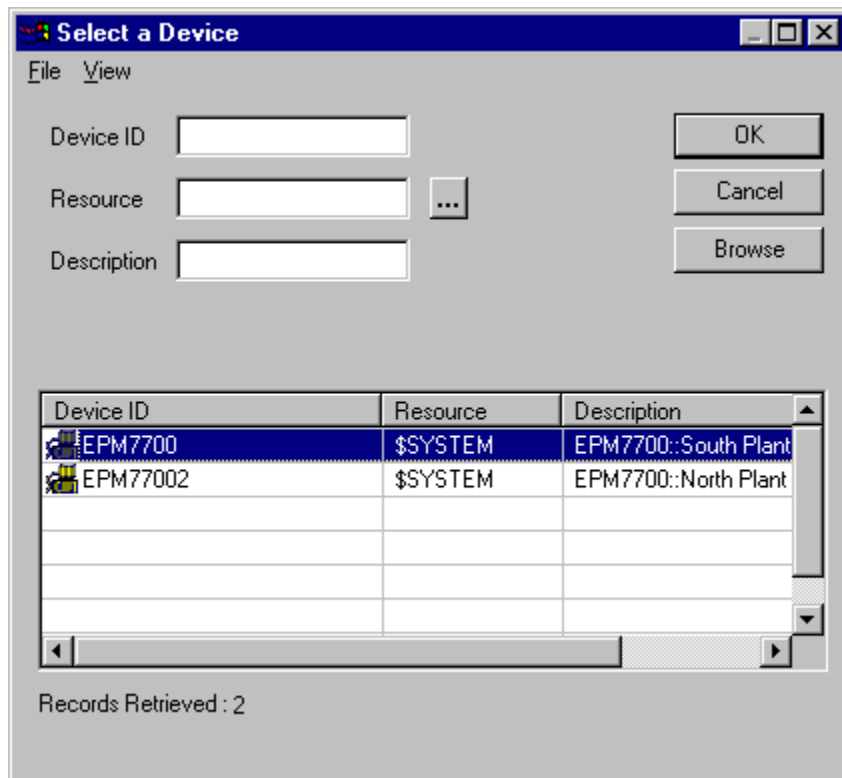 Select a Device
File View
Device ID
OK
Resource
...
Cancel
Description
Browse
Device ID Resource Description
EPM7700 $SYSTEM EPM7700::South Plant
EPM77002 $SYSTEM EPM7700::North Plant
Records Retrieved : 2